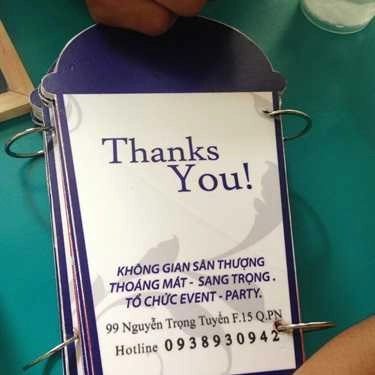 Thanks
You!
KHÔNG GIAN SÂN THƯỢNG
THOÁNG MÁT - SANG TRỌNG .
TỔ CHỨC EVENT - PARTY.
99 Nguyễn Trọng Tuyển F.15 Q.PN
Hotline 0938930942